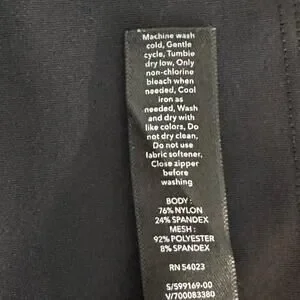 Machine wash
cold, Gentle
cycle, Tumble
dry low, Only
non-chlorine
bleach when
needed, Cool
iron as
needed, Wash
and dry with
like colors, Do
not dry clean,
Do not use
fabric softener,
Close zipper
before
washing
BODY :
76% NYLON
24% SPANDEX
MESH :
92% POLYESTER
8% SPANDEX
RN 54023
S/599169-00
V/700083380